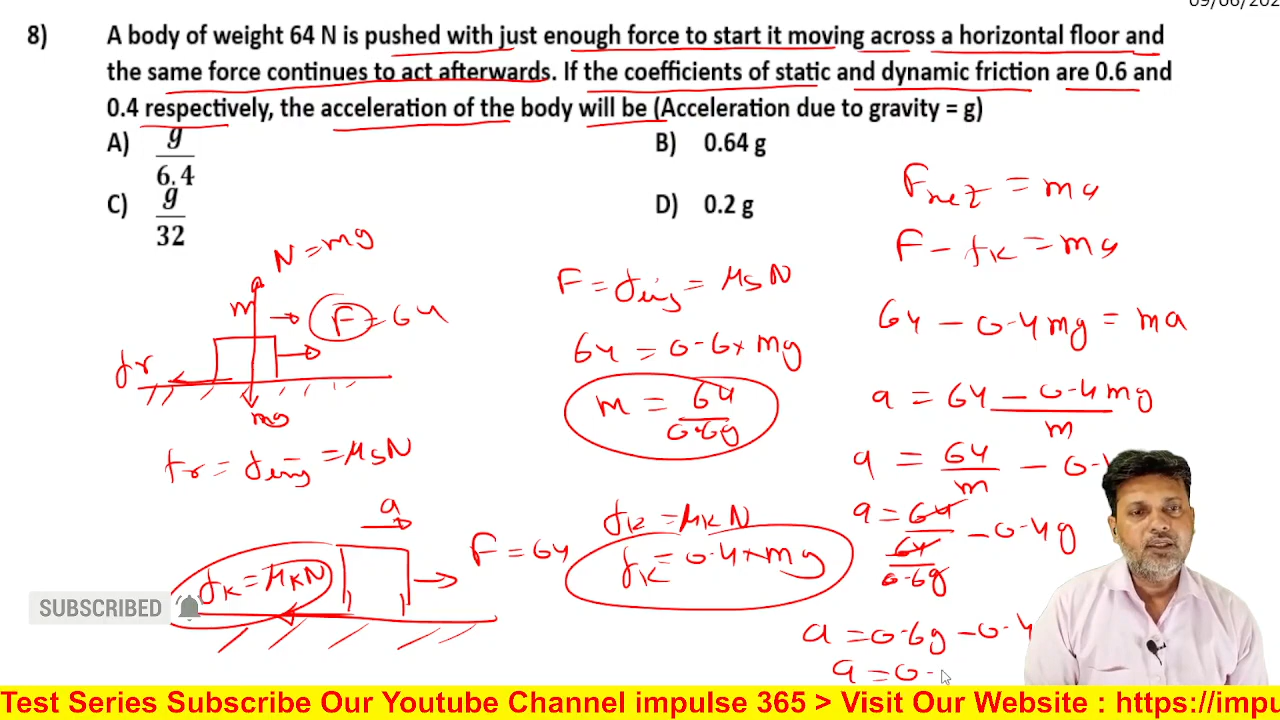 09/06/202
8) A body of weight 64 N is pushed with just enough force to start it moving across a horizontal floor and
the same force continues to act afterwards. If the coefficients of static and dynamic friction are 0.6 and
0.4 respectively, the acceleration of the body will be (Acceleration due to gravity = g)
A) g/6.4 B) 0.64 g
C) g/32 D) 0.2 g
N = mg
m
F = 64
fr
mg
fr = = μsN
a
fk = μkN
F = 64
F = = μsN
64 = 0.6 × mg
m = 64/0.6g
fk = μkN
fk = 0.4 × mg
Fnet = ma
F - fk = ma
64 - 0.4mg = ma
a = 64 - 0.4mg/m
a = 64/m - 0.
a = 64/64/0.6g - 0.4g
a = 0.6g - 0.4
a = 0.
SUBSCRIBED
Test Series Subscribe Our Youtube Channel impulse 365 > Visit Our Website : https://impu